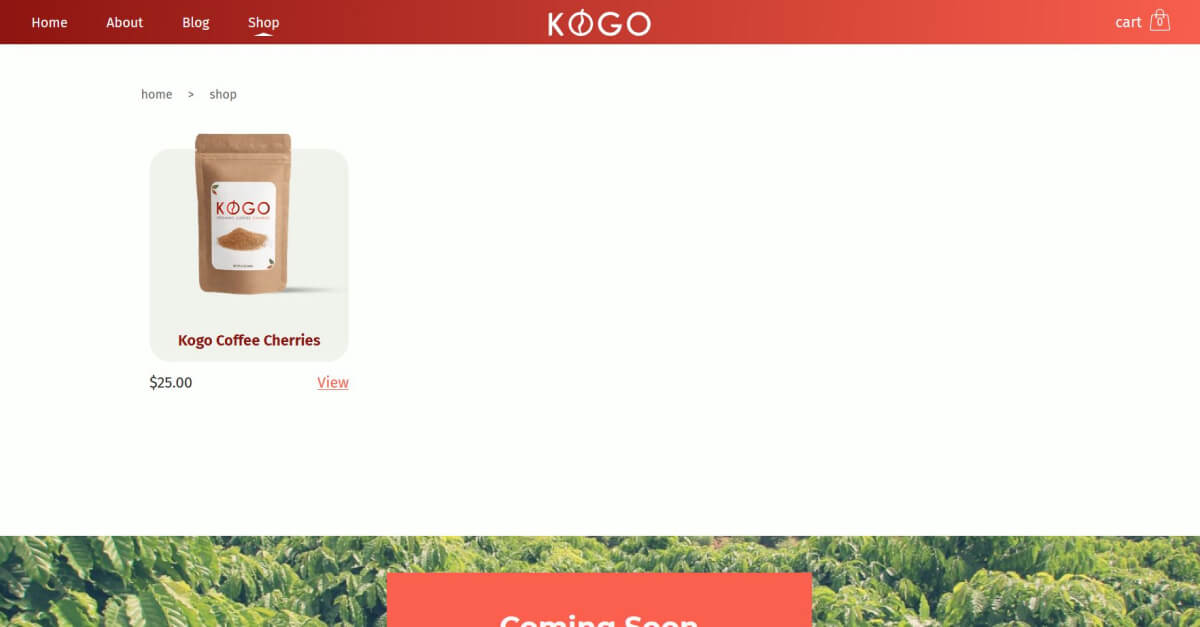 Home About Blog Shop KOGO cart 0
home > shop
KOGO
Kogo Coffee Cherries
$25.00 View
Coming Soon